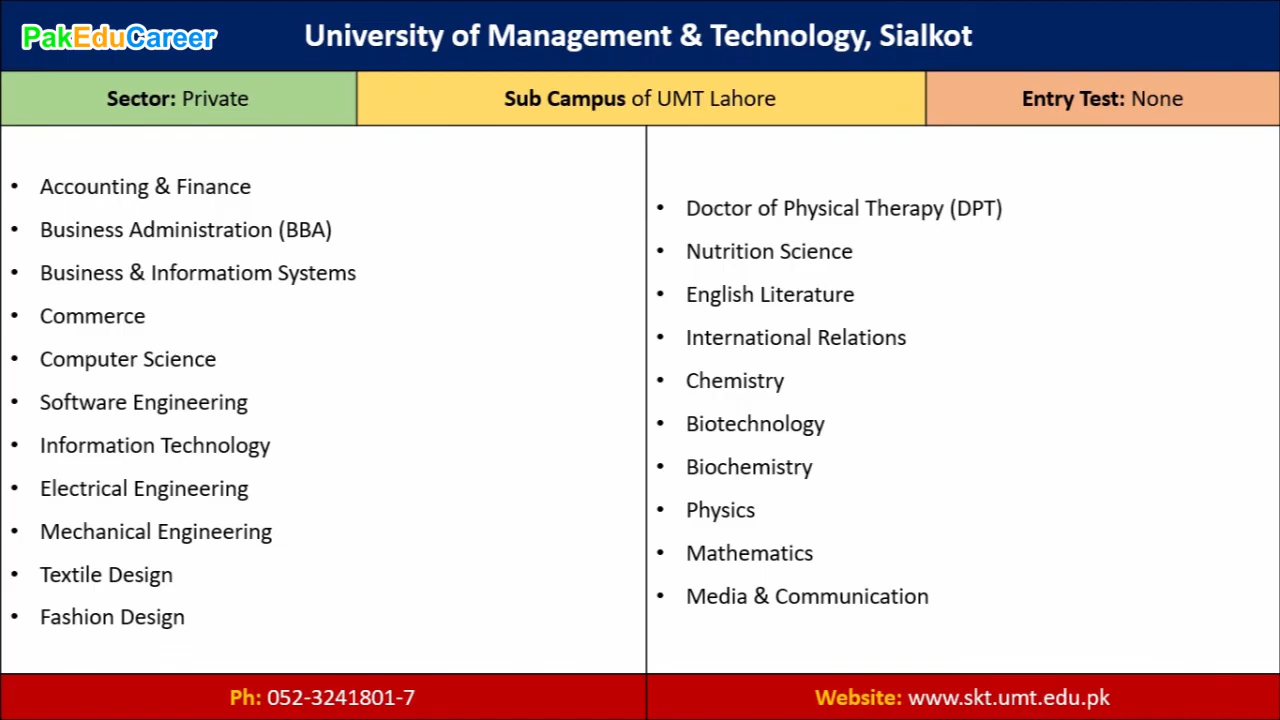 PakEduCareer
University of Management & Technology, Sialkot
Sector: Private
Sub Campus of UMT Lahore
Entry Test: None
• Accounting & Finance
• Business Administration (BBA)
• Business & Informatiom Systems
• Commerce
• Computer Science
• Software Engineering
• Information Technology
• Electrical Engineering
• Mechanical Engineering
• Textile Design
• Fashion Design
• Doctor of Physical Therapy (DPT)
• Nutrition Science
• English Literature
• International Relations
• Chemistry
• Biotechnology
• Biochemistry
• Physics
• Mathematics
• Media & Communication
Ph: 052-3241801-7
Website: www.skt.umt.edu.pk